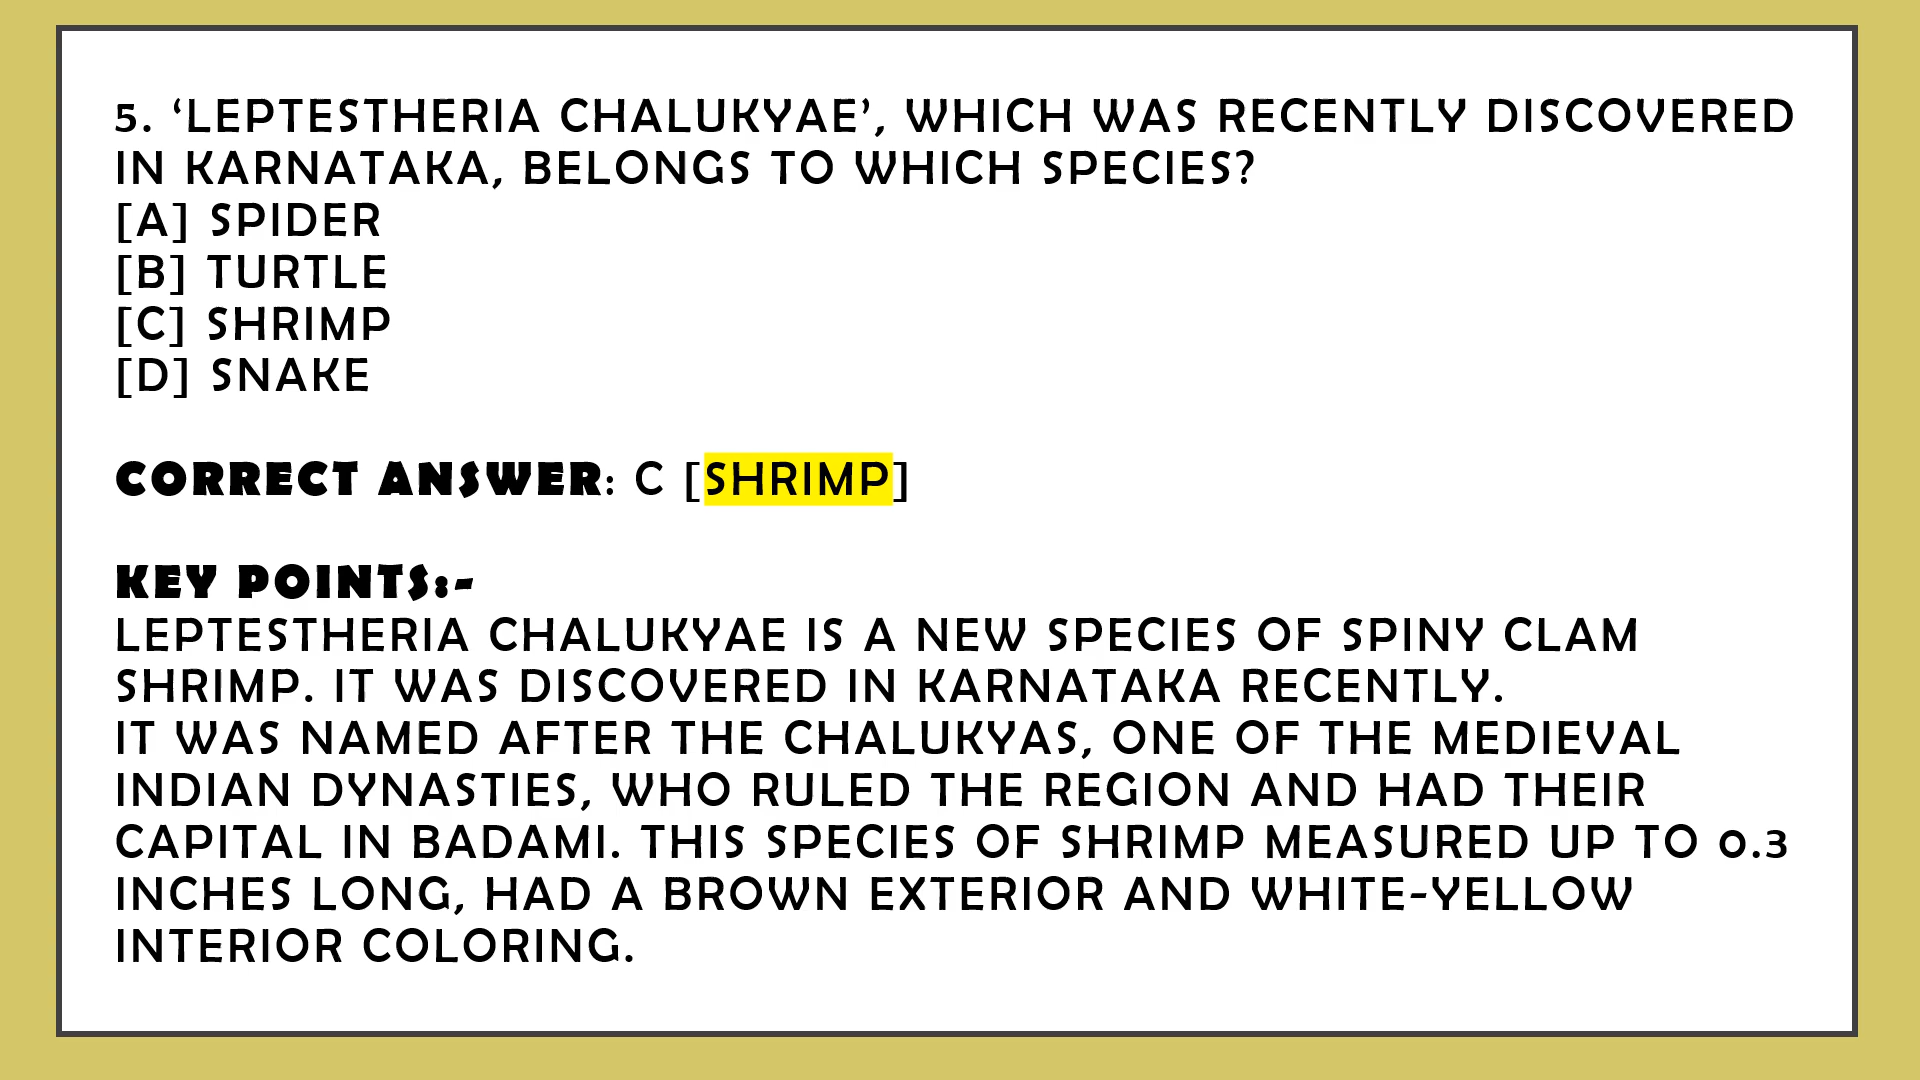 5. ‘LEPTESTHERIA CHALUKYAE’, WHICH WAS RECENTLY DISCOVERED
IN KARNATAKA, BELONGS TO WHICH SPECIES?
[A] SPIDER
[B] TURTLE
[C] SHRIMP
[D] SNAKE
CORRECT ANSWER: C [SHRIMP]
KEY POINTS:-
LEPTESTHERIA CHALUKYAE IS A NEW SPECIES OF SPINY CLAM
SHRIMP. IT WAS DISCOVERED IN KARNATAKA RECENTLY.
IT WAS NAMED AFTER THE CHALUKYAS, ONE OF THE MEDIEVAL
INDIAN DYNASTIES, WHO RULED THE REGION AND HAD THEIR
CAPITAL IN BADAMI. THIS SPECIES OF SHRIMP MEASURED UP TO 0.3
INCHES LONG, HAD A BROWN EXTERIOR AND WHITE-YELLOW
INTERIOR COLORING.